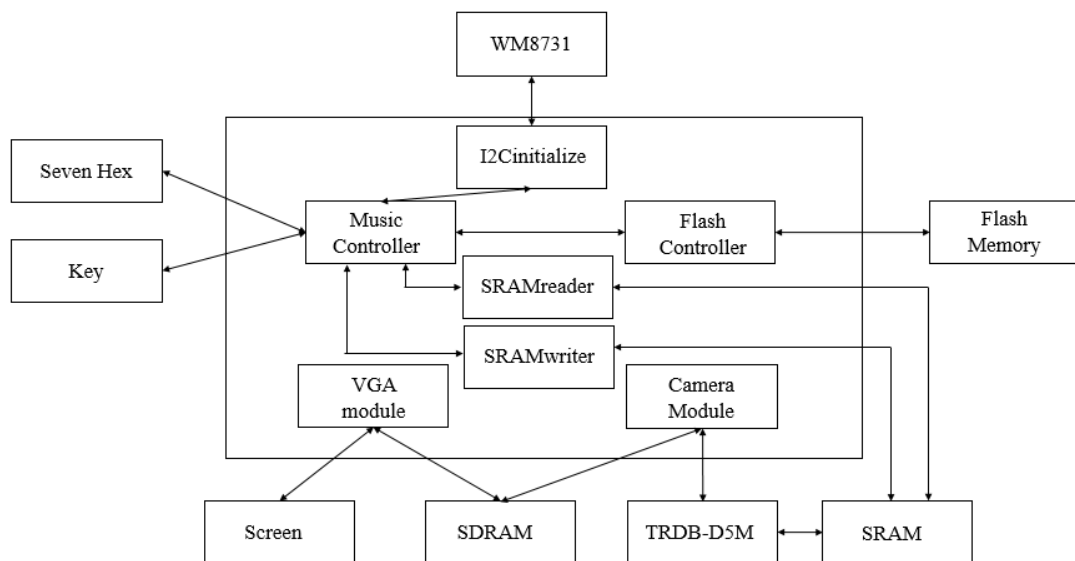 WM8731
I2Cinitialize
Seven Hex
Music
Controller
Flash
Controller
Flash
Memory
Key
SRAMreader
SRAMwriter
VGA
module
Camera
Module
Screen
SDRAM
TRDB-D5M
SRAM